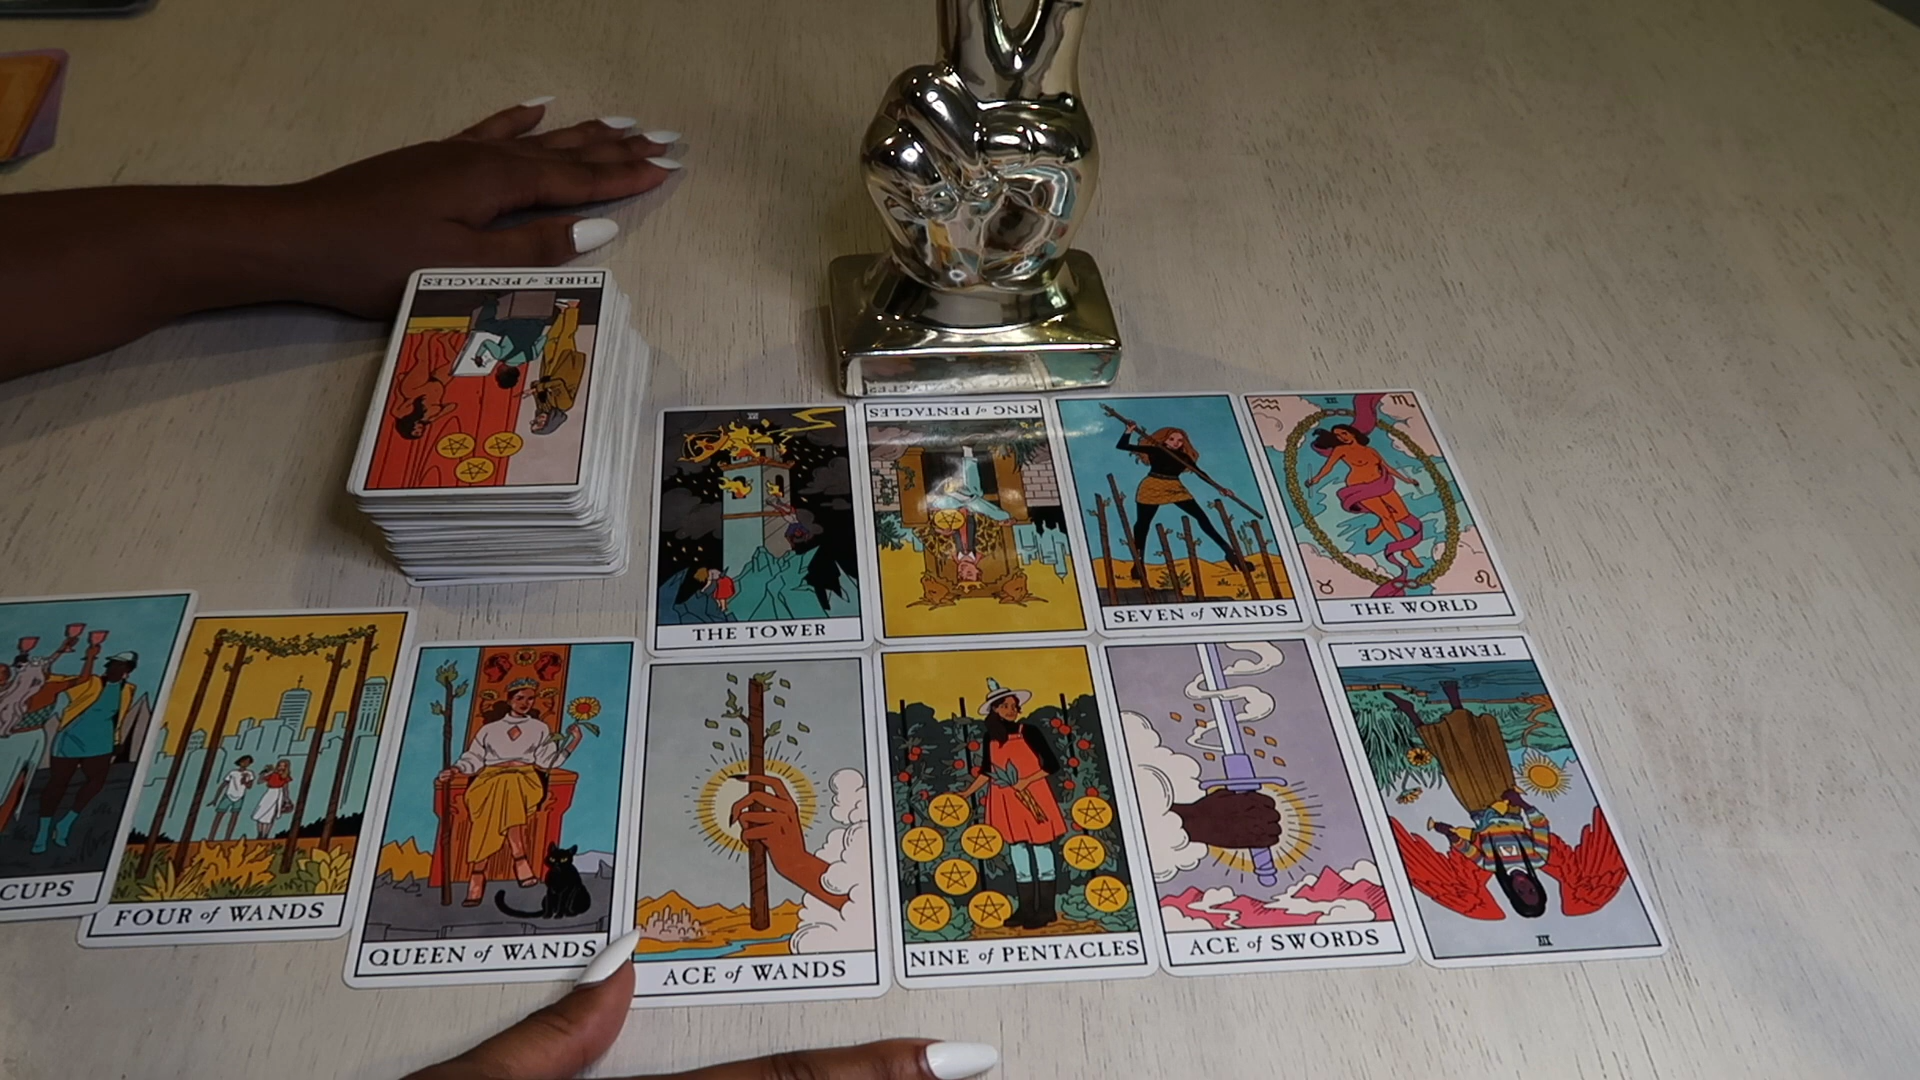 THREE of PENTACLES
KING of PENTACLES
THE TOWER
SEVEN of WANDS
THE WORLD
TEMPERANCE
CUPS
FOUR of WANDS
QUEEN of WANDS
ACE of WANDS
NINE of PENTACLES
ACE of SWORDS